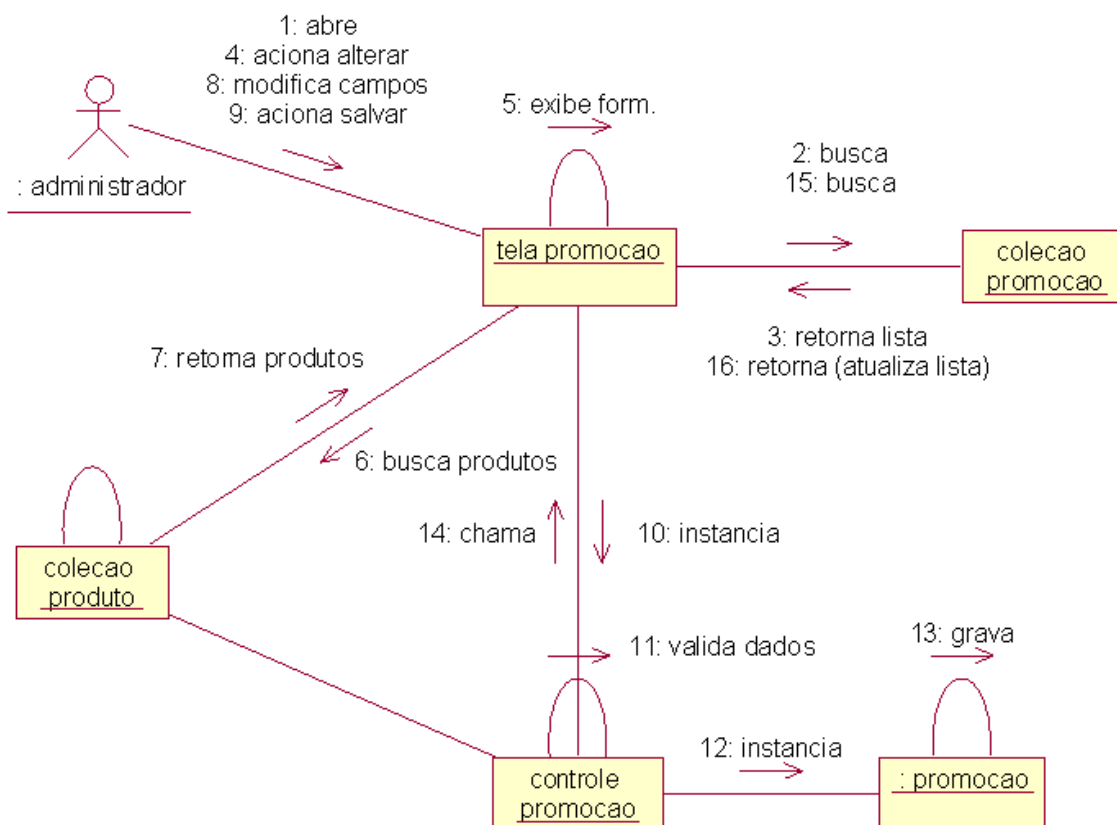 1: abre
4: aciona alterar
8: modifica campos
9: aciona salvar
5: exibe form.
2: busca
15: busca
: administrador
tela promocao
colecao
promocao
3: retorna lista
16: retorna (atualiza lista)
7: retorna produtos
6: busca produtos
14: chama
10: instancia
colecao
produto
11: valida dados
13: grava
12: instancia
controle
promocao
: promocao